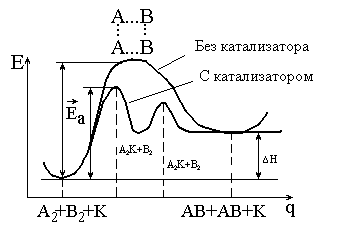 A...B
A...B
Без катализатора
С катализатором
E
Eₐ
A₂K+B₂
A₂K+B₂
ΔH
A₂+B₂+K
AB+AB+K
q